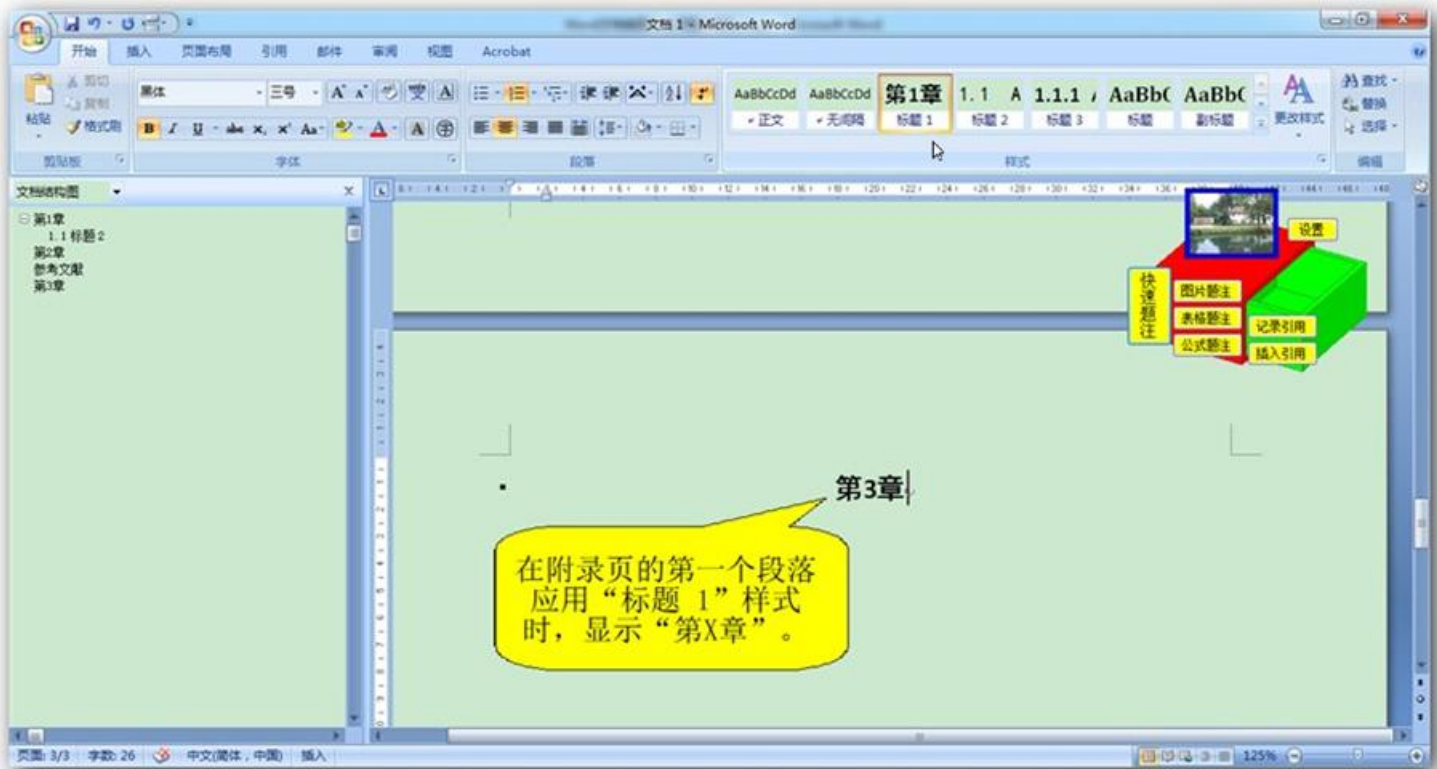 文档 1 - Microsoft Word
开始 插入 页面布局 引用 邮件 审阅 视图 Acrobat
剪切
复制
粘贴 格式刷
剪贴板
黑体 三号
字体
段落
AaBbCcDd AaBbCcDd 第1章 1.1 A 1.1.1 AaBb( AaBb(
正文 无间隔 标题 1 标题 2 标题 3 标题 副标题
更改样式
样式
查找
替换
选择
编辑
文档结构图
第1章
1.1 标题 2
第2章
参考文献
第3章
设置
快速题注
图片题注
表格题注
公式题注
记录引用
插入引用
第3章
在附录页的第一个段落
应用“标题 1”样式
时，显示“第X章”。
页面: 3/3 字数: 26 中文(简体，中国) 插入 125%